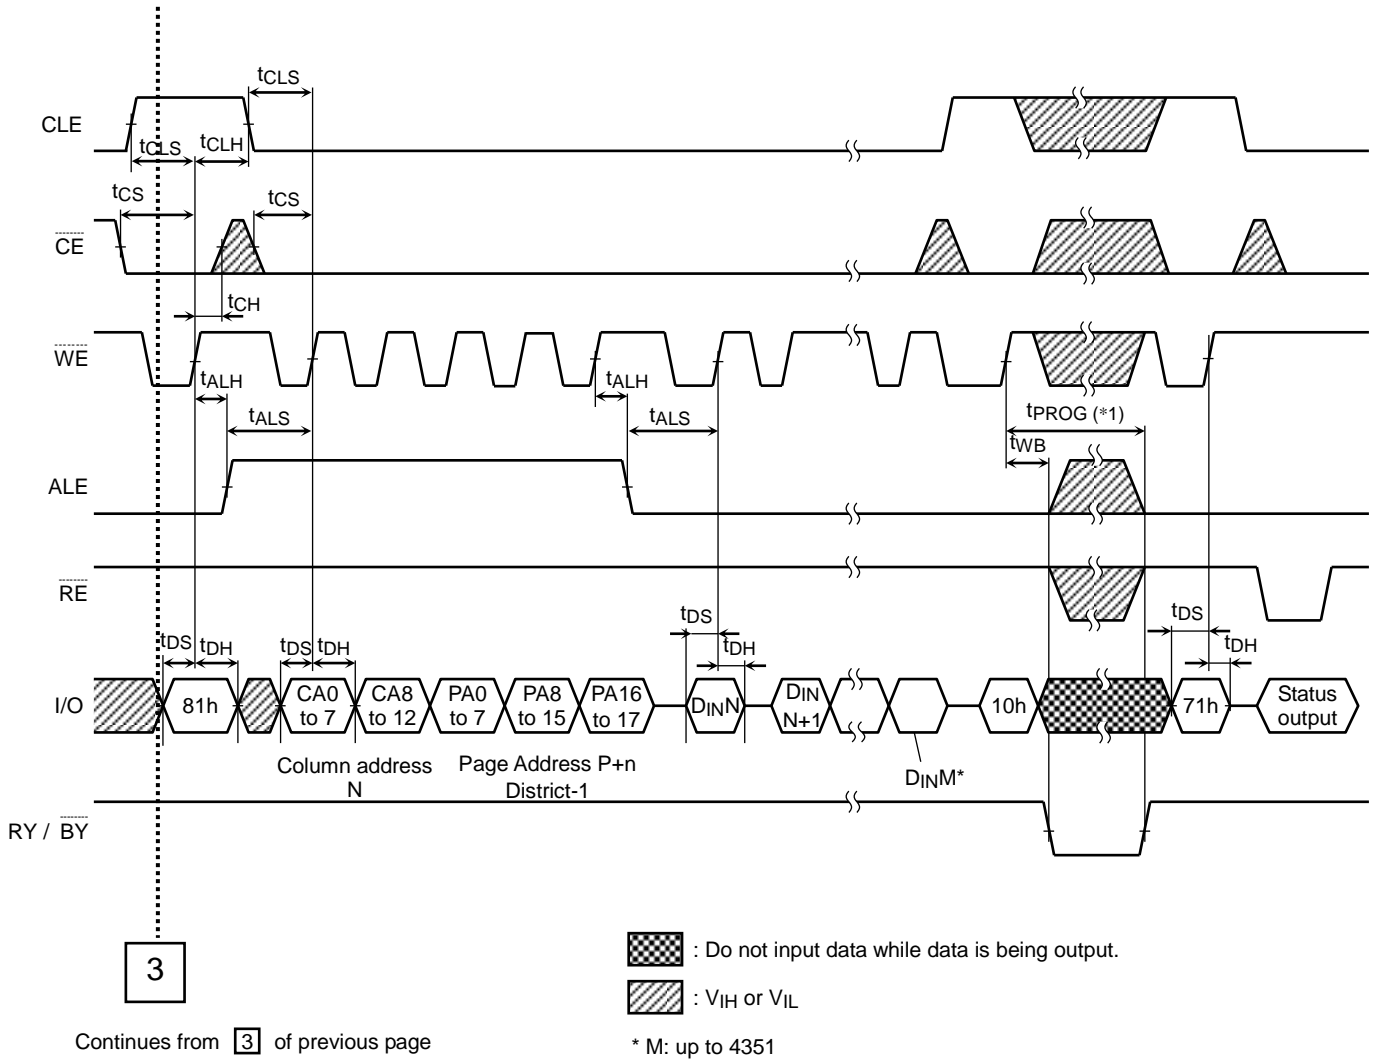 tCLS
CLE
tCLS tCLH
tCS tCS
CE
tCH
WE
tALH tALH
tALS tALS tPROG (*1)
tWB
ALE
RE
tDS tDH tDS tDH tDS tDH tDS tDH
I/O 81h CA0 to 7 CA8 to 12 PA0 to 7 PA8 to 15 PA16 to 17 DINN DIN N+1 10h 71h Status output
Column address N
Page Address P+n District-1
DINM*
RY / BY
3
: Do not input data while data is being output.
: VIH or VIL
Continues from 3 of previous page
* M: up to 4351